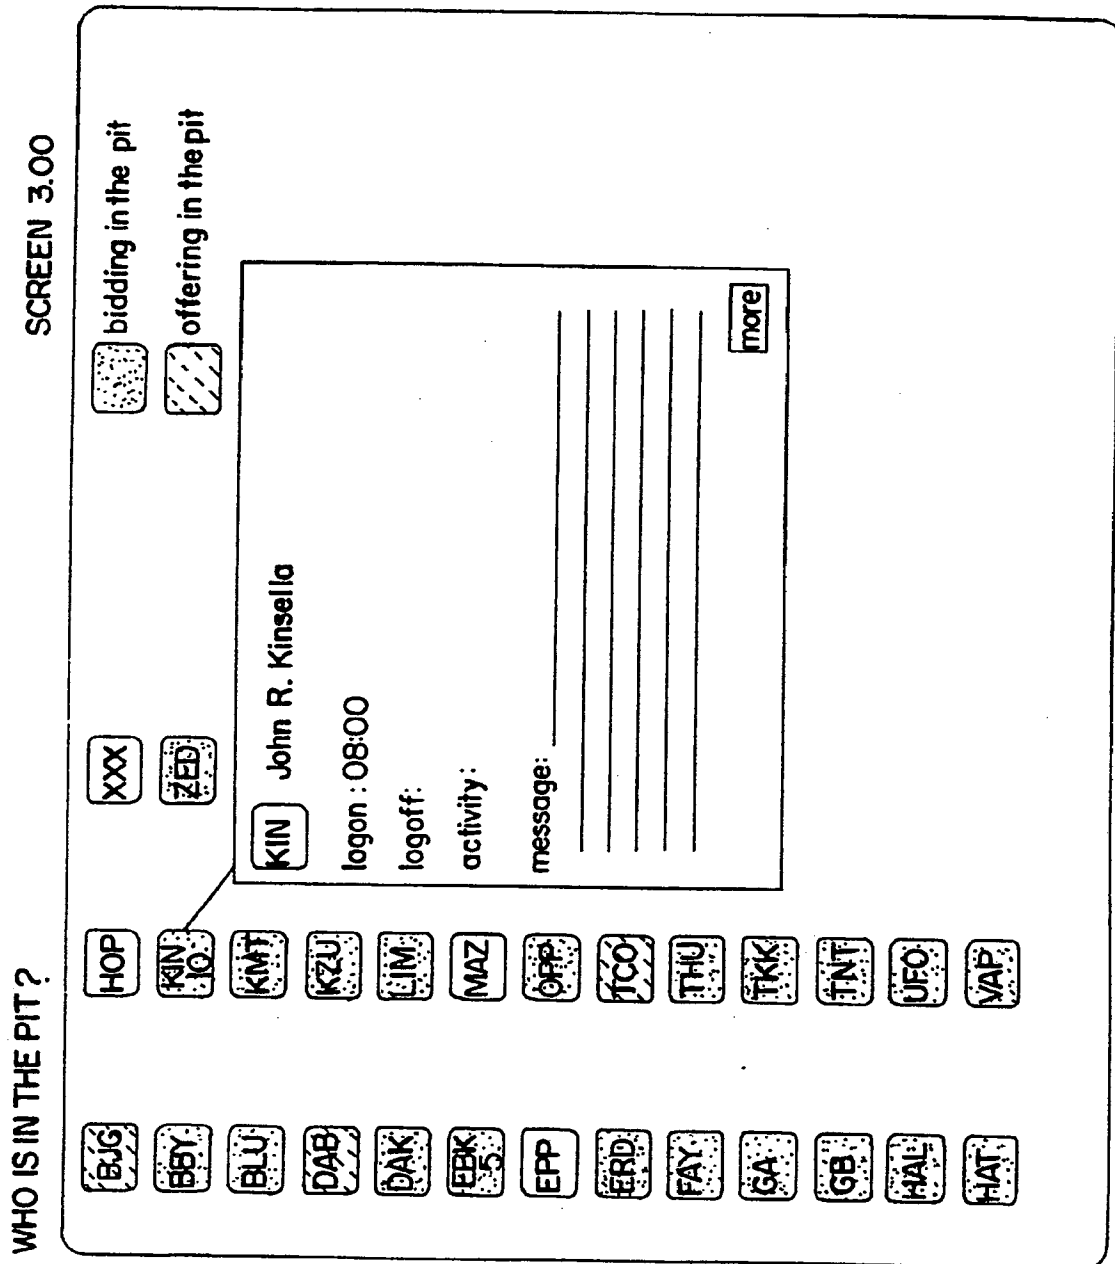 WHO IS IN THE PIT?
SCREEN 3.00
BJG
BBY
BLU
DAB
DAK
EBK
5
EPP
ERD
FAY
GA
GB
HAL
HAT
HOP
KIN
10
KMT
KZU
LIM
MAZ
OPP
TCO
THU
TKK
TNT
UFO
VAP
XXX
ZED
bidding in the pit
offering in the pit
KIN John R. Kinsella
logon : 08:00
logoff:
activity:
message:
more